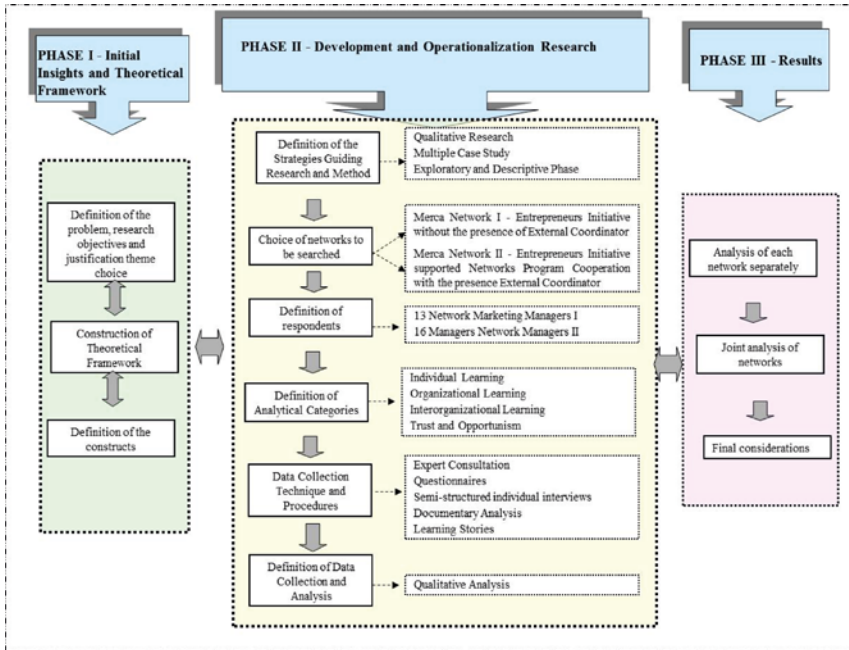 PHASE I - Initial
Insights and Theoretical
Framework
Definition of the
problem, research
objectives and
justification theme
choice
Construction of
Theoretical
Framework
Definition of the
constructs
PHASE II - Development and Operationalization Research
Definition of the
Strategies Guiding
Research and Method
Qualitative Research
Multiple Case Study
Exploratory and Descriptive Phase
Choice of networks to
be searched
Merca Network I - Entrepreneurs Initiative
without the presence of External Coordinator
Merca Network II - Entrepreneurs Initiative
supported Networks Program Cooperation
with the presence External Coordinator
Definition of
respondents
13 Network Marketing Managers I
16 Managers Network Managers II
Definition of
Analytical Categories
Individual Learning
Organizational Learning
Interorganizational Learning
Trust and Opportunism
Data Collection
Technique and
Procedures
Expert Consultation
Questionnaires
Semi-structured individual interviews
Documentary Analysis
Learning Stories
Definition of Data
Collection and
Analysis
Qualitative Analysis
PHASE III - Results
Analysis of each
network separately
Joint analysis of
networks
Final considerations